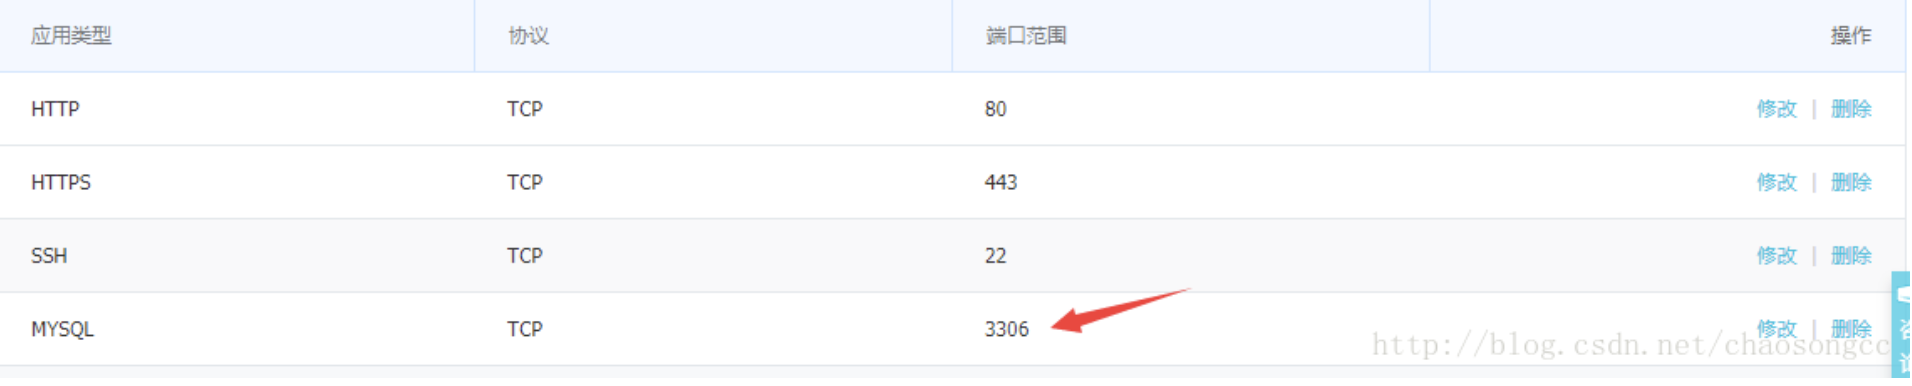 应用类型 协议 端口范围 操作
HTTP TCP 80 修改 | 删除
HTTPS TCP 443 修改 | 删除
SSH TCP 22 修改 | 删除
MYSQL TCP 3306 修改 | 删除
http://blog.csdn.net/chaosongcc